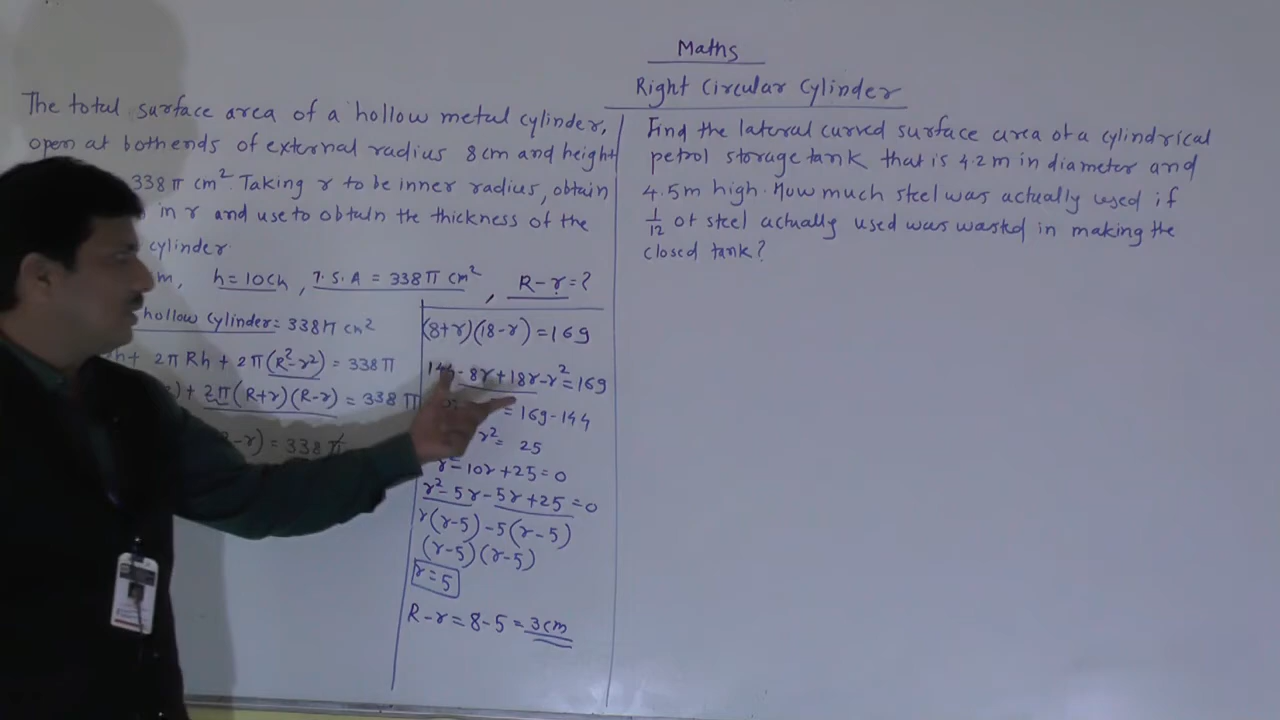 Maths
Right Circular Cylinder
The total surface area of a hollow metal cylinder,
open at both ends of external radius 8 cm and height
338π cm². Taking r to be inner radius, obtain
in r and use to obtain the thickness of the
cylinder
m, h=10cm, T.S.A = 338π cm², R-r=?
hollow cylinder = 338π cm²
2πRh + 2π(R²-r²) = 338π
+ 2π(R+r)(R-r) = 338π
-r) = 338π
(8+r)(18-r)=169
144-8r+18r-r²=169
= 169-144
r² = 25
r²-10r+25=0
r²-5r-5r+25=0
r(r-5)-5(r-5)
(r-5)(r-5)
r=5
R-r=8-5=3cm
Find the lateral curved surface area of a cylindrical
petrol storage tank that is 4.2m in diameter and
4.5m high. How much steel was actually used if
1/12 of steel actually used was wasted in making the
closed tank?